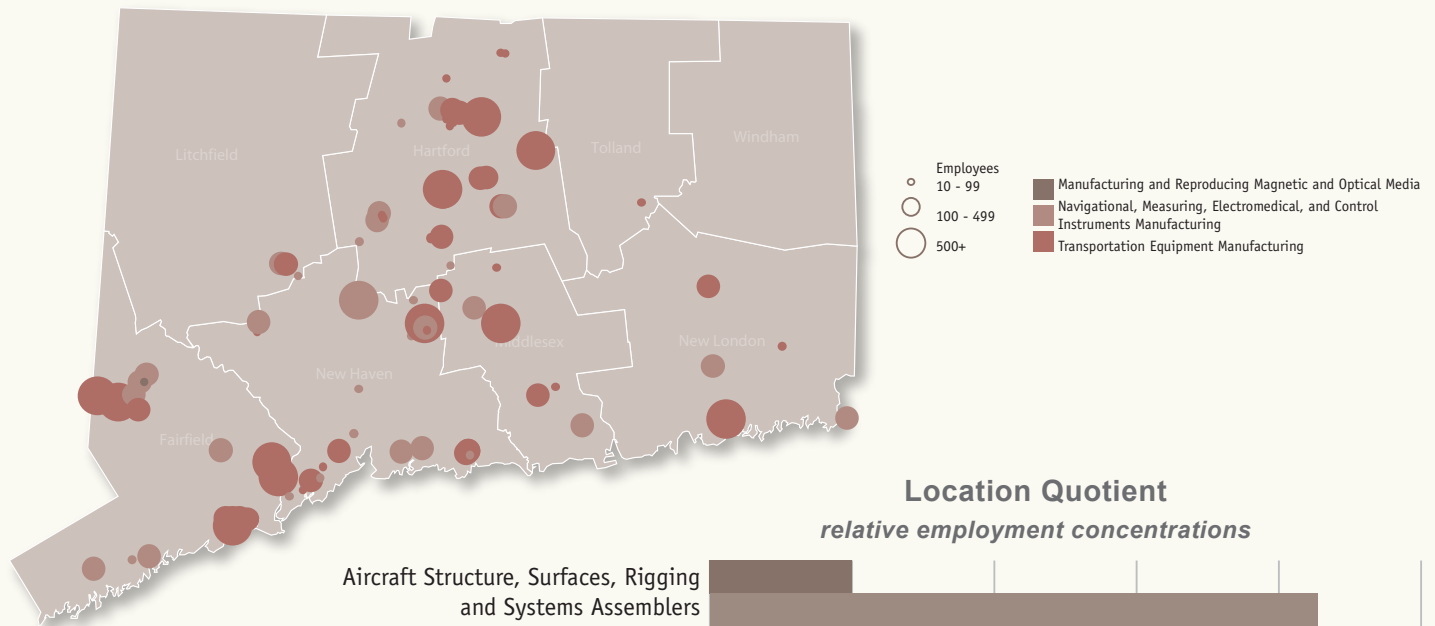 Litchfield
Hartford
Tolland
Windham
Middlesex
New London
New Haven
Fairfield
Employees
10 - 99
100 - 499
500+
Manufacturing and Reproducing Magnetic and Optical Media
Navigational, Measuring, Electromedical, and Control
Instruments Manufacturing
Transportation Equipment Manufacturing
Location Quotient
relative employment concentrations
Aircraft Structure, Surfaces, Rigging
and Systems Assemblers